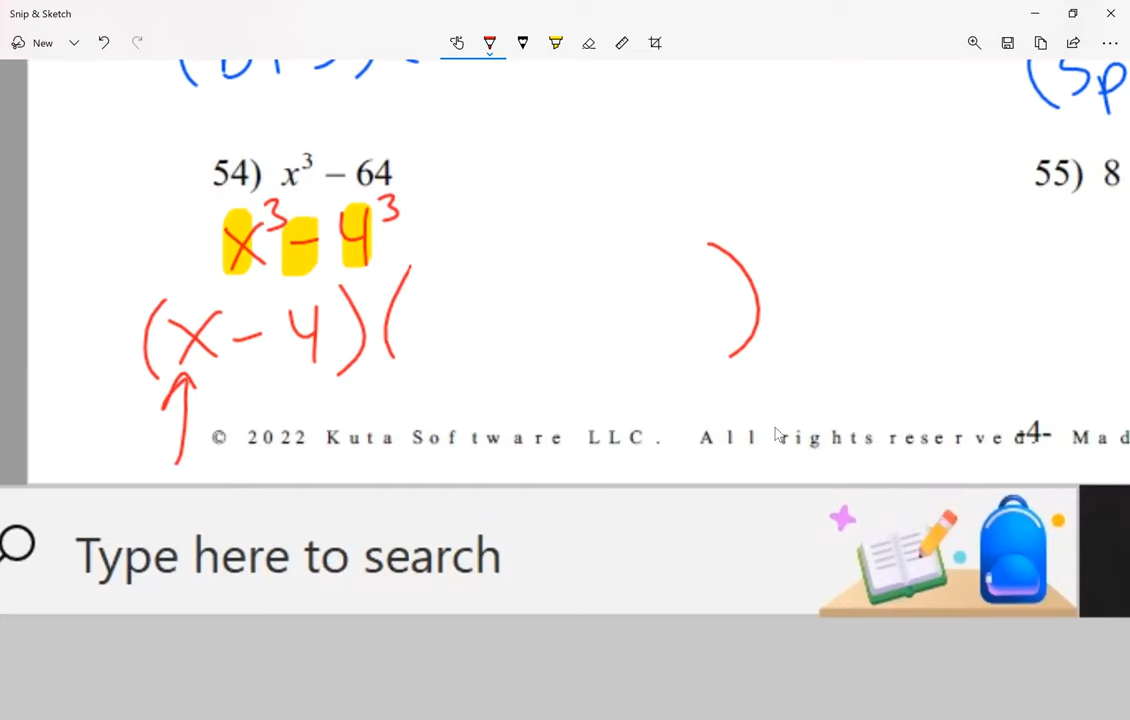 Snip & Sketch
New
54) x³ – 64
55) 8
x³ - 4³
(x - 4)( )
© 2022 Kuta Software LLC. All rights reserved. -4- Mad
Type here to search